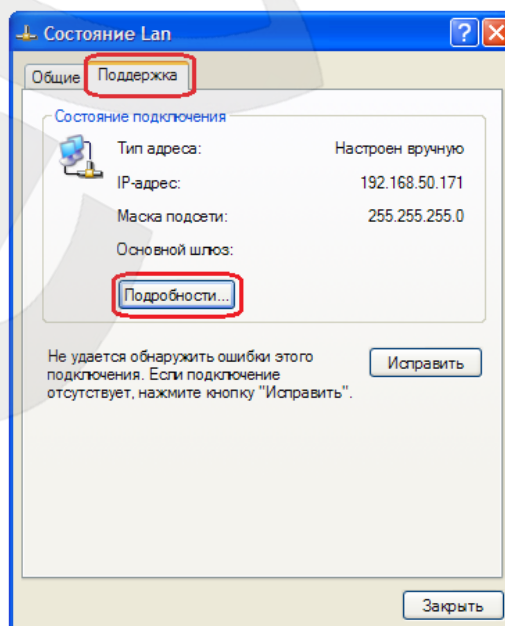 Состояние Lan
Общие Поддержка
Состояние подключения
Тип адреса: Настроен вручную
IP-адрес: 192.168.50.171
Маска подсети: 255.255.255.0
Основной шлюз:
Подробности...
Не удается обнаружить ошибки этого
подключения. Если подключение
отсутствует, нажмите кнопку "Исправить".
Исправить
Закрыть